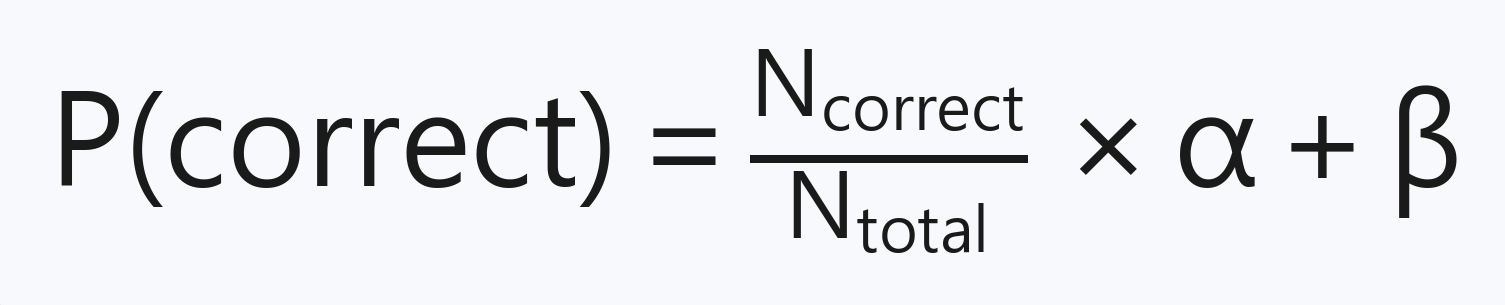 P(correct) = N_correct / N_total × α + β